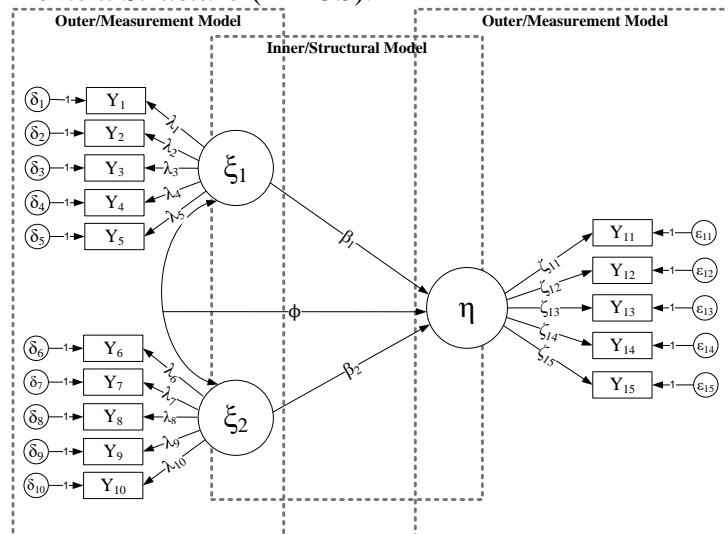 Outer/Measurement Model
Outer/Measurement Model
Inner/Structural Model
δ1 1 Y1 λ1
δ2 1 Y2 λ2
δ3 1 Y3 λ3
δ4 1 Y4 λ4
δ5 1 Y5 λ5
ξ1
β1
ϕ
η
β2
ζ11 Y11 1 ε11
ζ12 Y12 1 ε12
ζ13 Y13 1 ε13
ζ14 Y14 1 ε14
ζ15 Y15 1 ε15
δ6 1 Y6 λ6
δ7 1 Y7 λ7
δ8 1 Y8 λ8
δ9 1 Y9 λ9
δ10 1 Y10 λ10
ξ2